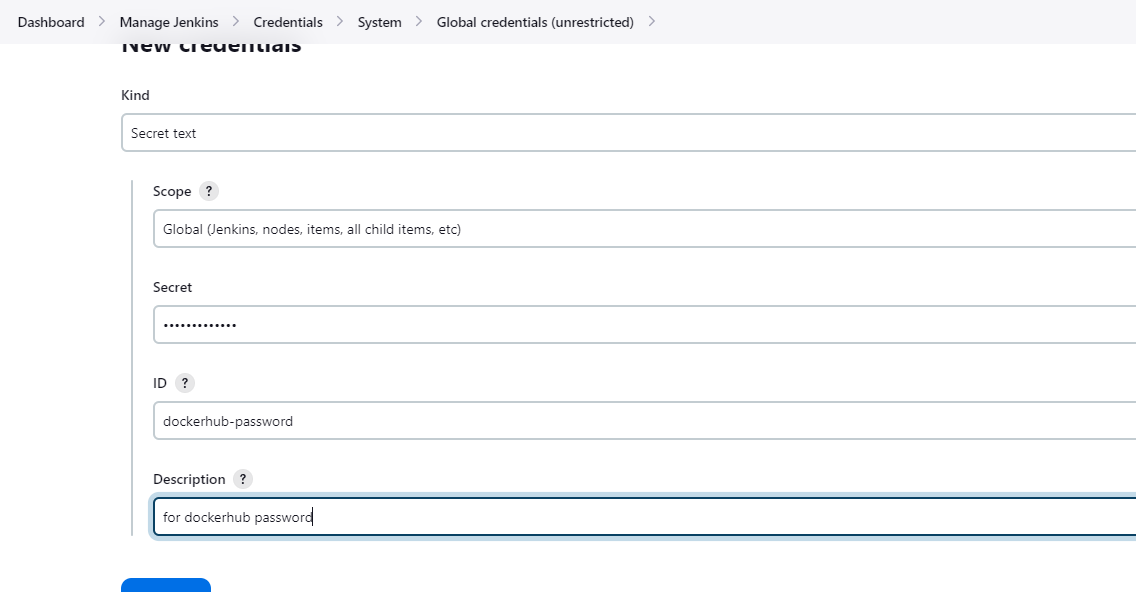 Dashboard > Manage Jenkins > Credentials > System > Global credentials (unrestricted) >
New credentials
Kind
Secret text
Scope ?
Global (Jenkins, nodes, items, all child items, etc)
Secret
•••••••••••••
ID ?
dockerhub-password
Description ?
for dockerhub password